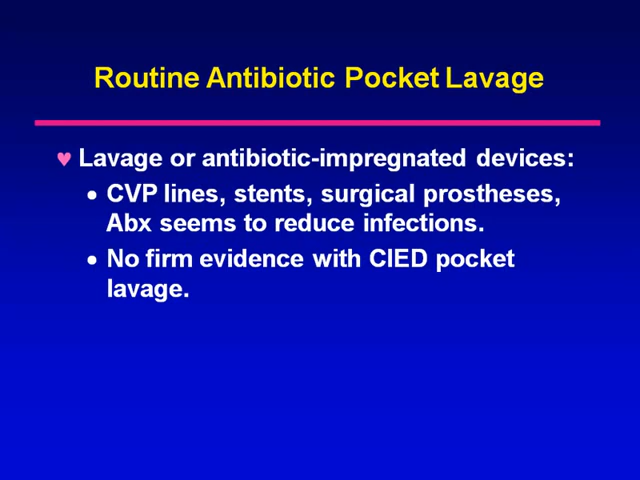 Routine Antibiotic Pocket Lavage
♥ Lavage or antibiotic-impregnated devices:
• CVP lines, stents, surgical prostheses,
Abx seems to reduce infections.
• No firm evidence with CIED pocket
lavage.